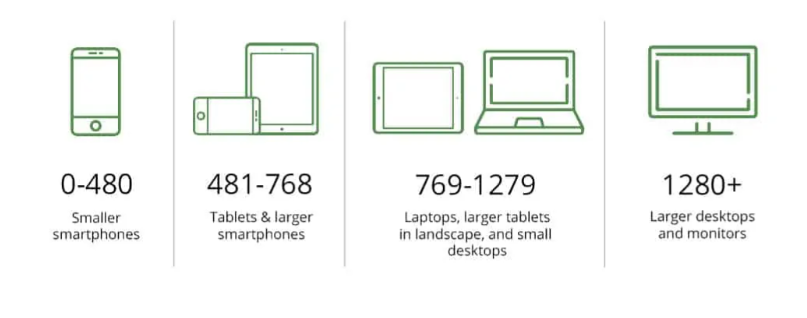 0-480
Smaller
smartphones
481-768
Tablets & larger
smartphones
769-1279
Laptops, larger tablets
in landscape, and small
desktops
1280+
Larger desktops
and monitors